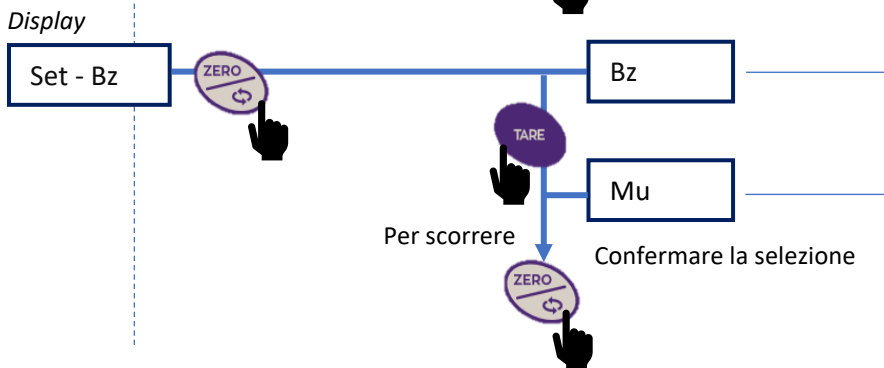 Display
Set - Bz
ZERO
Bz
TARE
Mu
Per scorrere
Confermare la selezione
ZERO